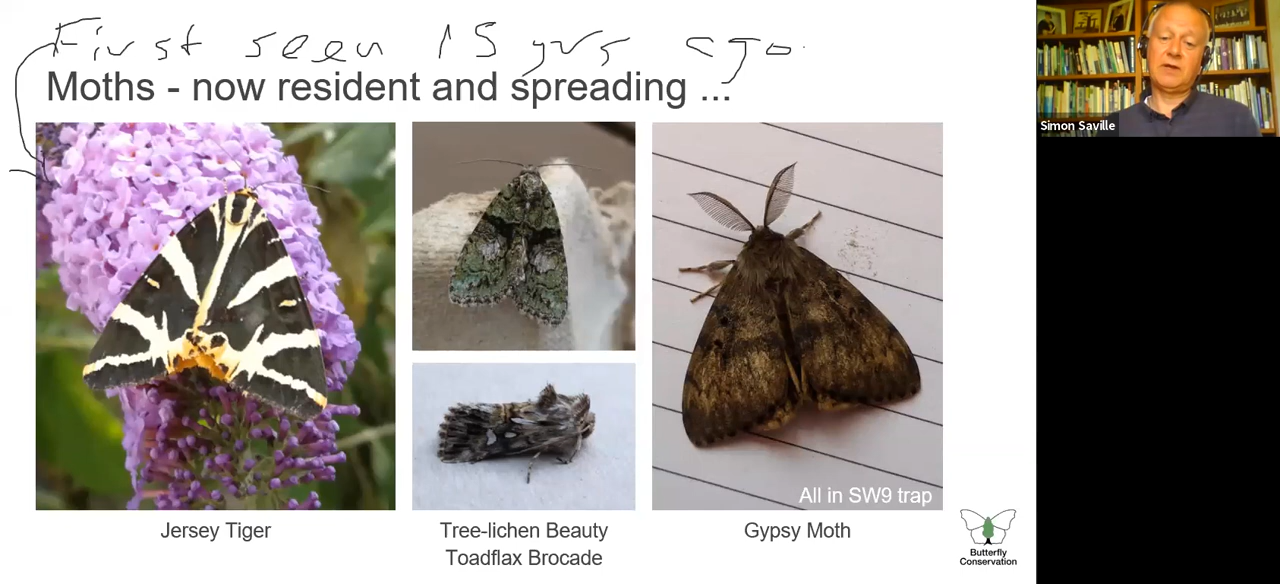 First seen 15 yrs ago.
Moths - now resident and spreading ...
Simon Saville
All in SW9 trap
Jersey Tiger
Tree-lichen Beauty
Toadflax Brocade
Gypsy Moth
Butterfly
Conservation